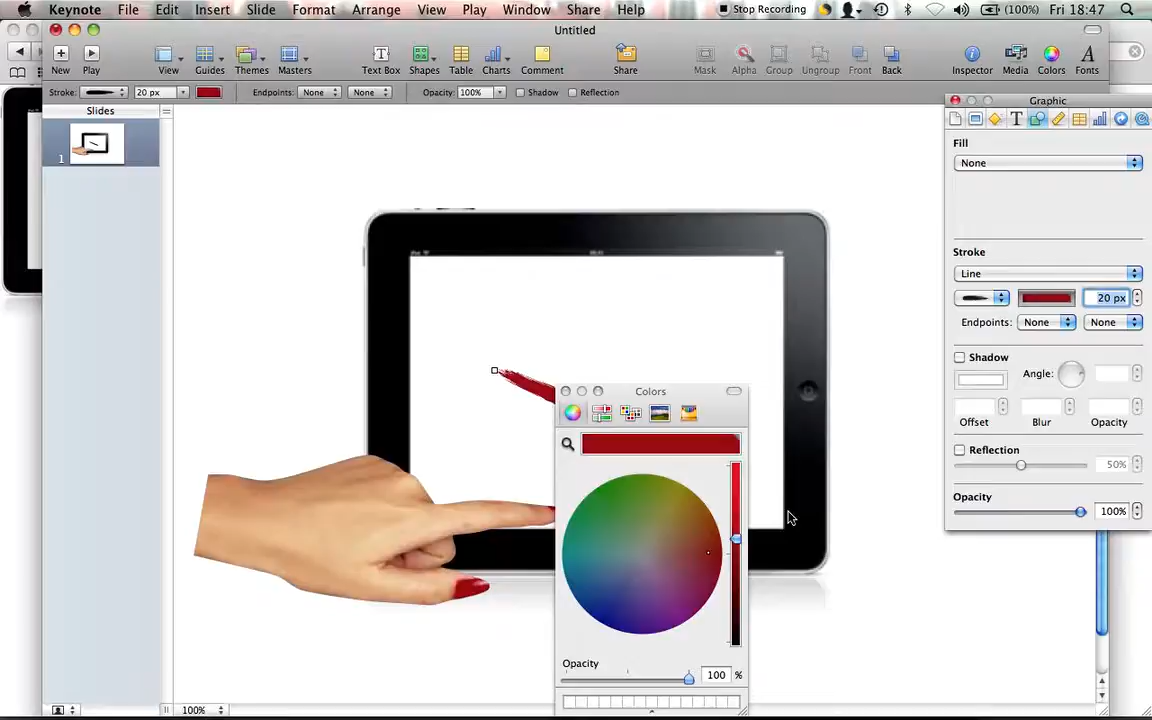 Keynote File Edit Insert Slide Format Arrange View Play Window Share Help Stop Recording (100%) Fri 18:47
Untitled
New Play View Guides Themes Masters Text Box Shapes Table Charts Comment Share Mask Alpha Group Ungroup Front Back Inspector Media Colors Fonts
Stroke: 20 px Endpoints: None None Opacity: 100% Shadow Reflection
Slides
1
Graphic
Fill
None
Stroke
Line
20 px
Endpoints: None None
Shadow
Angle:
Offset Blur Opacity
Reflection
50%
Opacity
100%
Colors
Opacity
100 %
100%